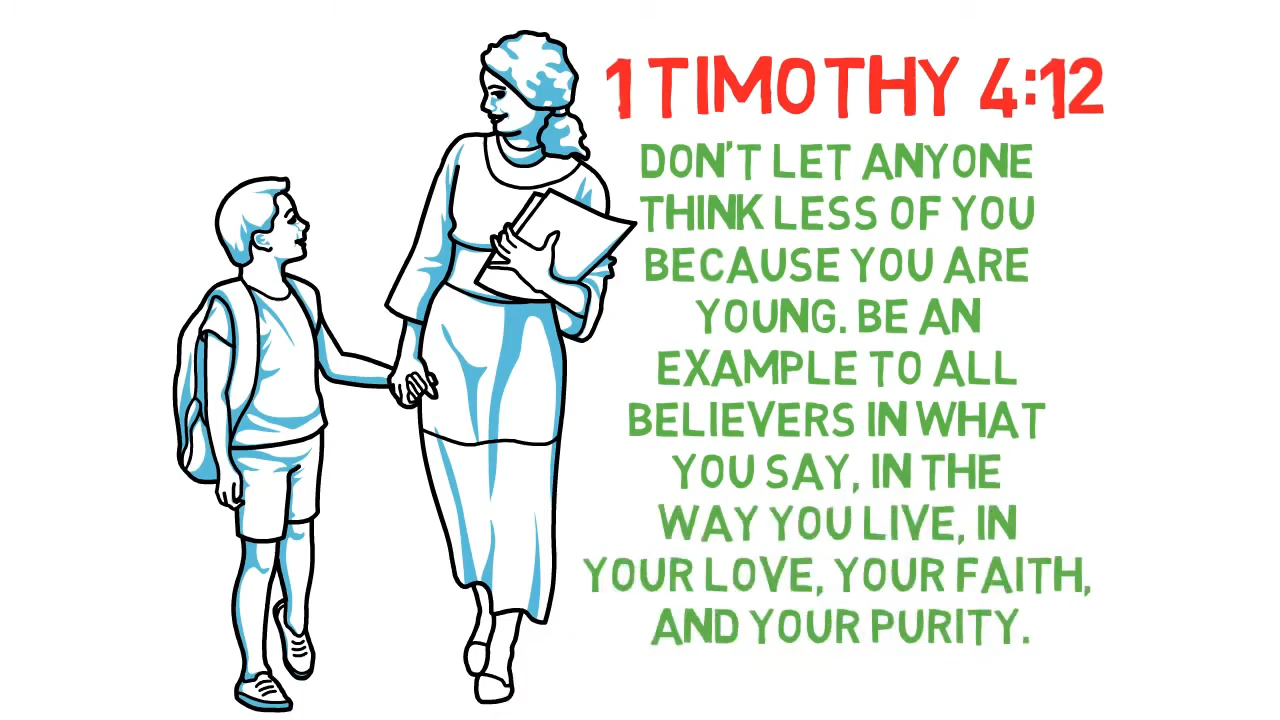 1 TIMOTHY 4:12
DON'T LET ANYONE
THINK LESS OF YOU
BECAUSE YOU ARE
YOUNG. BE AN
EXAMPLE TO ALL
BELIEVERS IN WHAT
YOU SAY, IN THE
WAY YOU LIVE, IN
YOUR LOVE, YOUR FAITH,
AND YOUR PURITY.